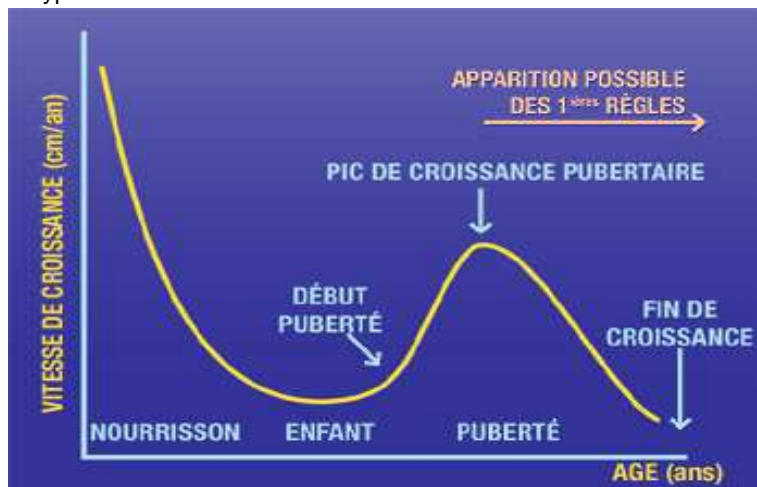 APPARITION POSSIBLE
DES 1ères RÈGLES
PIC DE CROISSANCE PUBERTAIRE
DÉBUT
PUBERTÉ
FIN DE
CROISSANCE
NOURRISSON
ENFANT
PUBERTÉ
VITESSE DE CROISSANCE (cm/an)
AGE (ans)